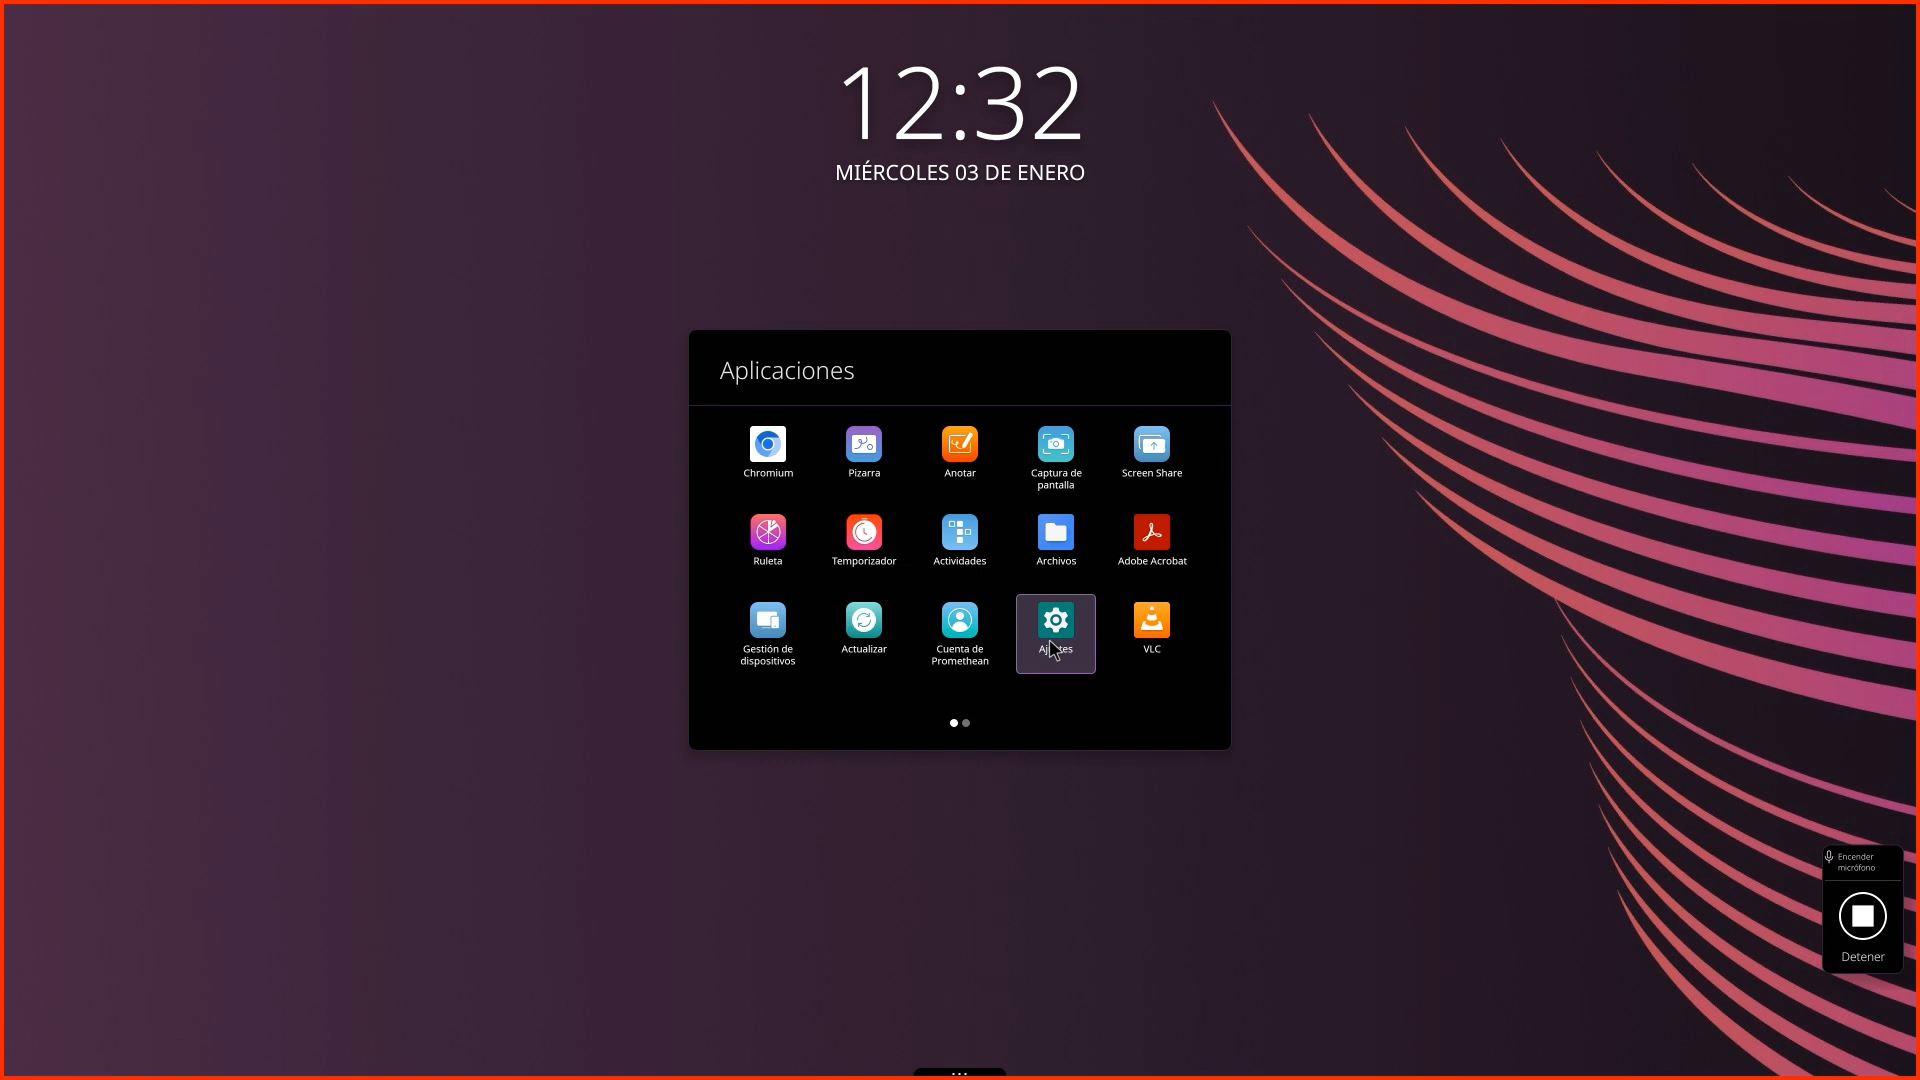 12:32
MIÉRCOLES 03 DE ENERO
Aplicaciones
Chromium
Pizarra
Anotar
Captura de
pantalla
Screen Share
Ruleta
Temporizador
Actividades
Archivos
Adobe Acrobat
Gestión de
dispositivos
Actualizar
Cuenta de
Promethean
Ajustes
VLC
Encender
micrófono
Detener